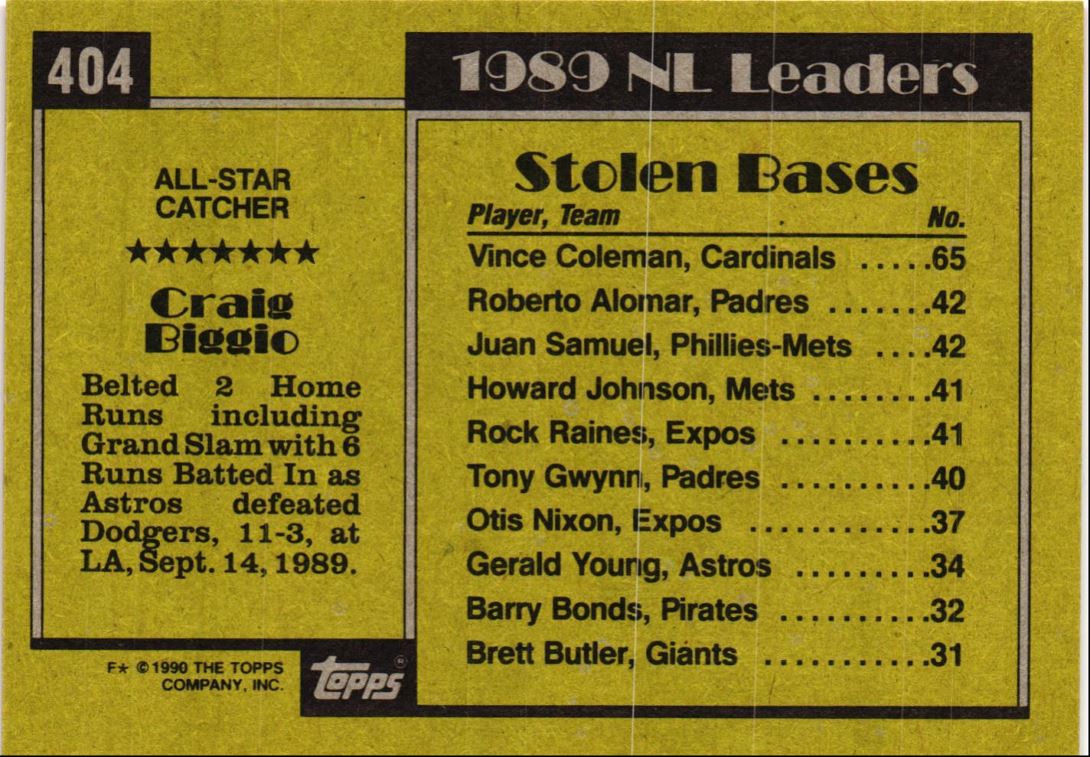 404
ALL-STAR
CATCHER
★★★★★★★
Craig
Biggio
Belted 2 Home
Runs including
Grand Slam with 6
Runs Batted In as
Astros defeated
Dodgers, 11-3, at
LA, Sept. 14, 1989.
F★ © 1990 THE TOPPS
COMPANY, INC.
topps®
1989 NL Leaders
Stolen Bases
Player, Team No.
Vince Coleman, Cardinals .....65
Roberto Alomar, Padres .......42
Juan Samuel, Phillies-Mets ....42
Howard Johnson, Mets ........41
Rock Raines, Expos ..........41
Tony Gwynn, Padres .........40
Otis Nixon, Expos ............37
Gerald Young, Astros .........34
Barry Bonds, Pirates ..........32
Brett Butler, Giants ...........31